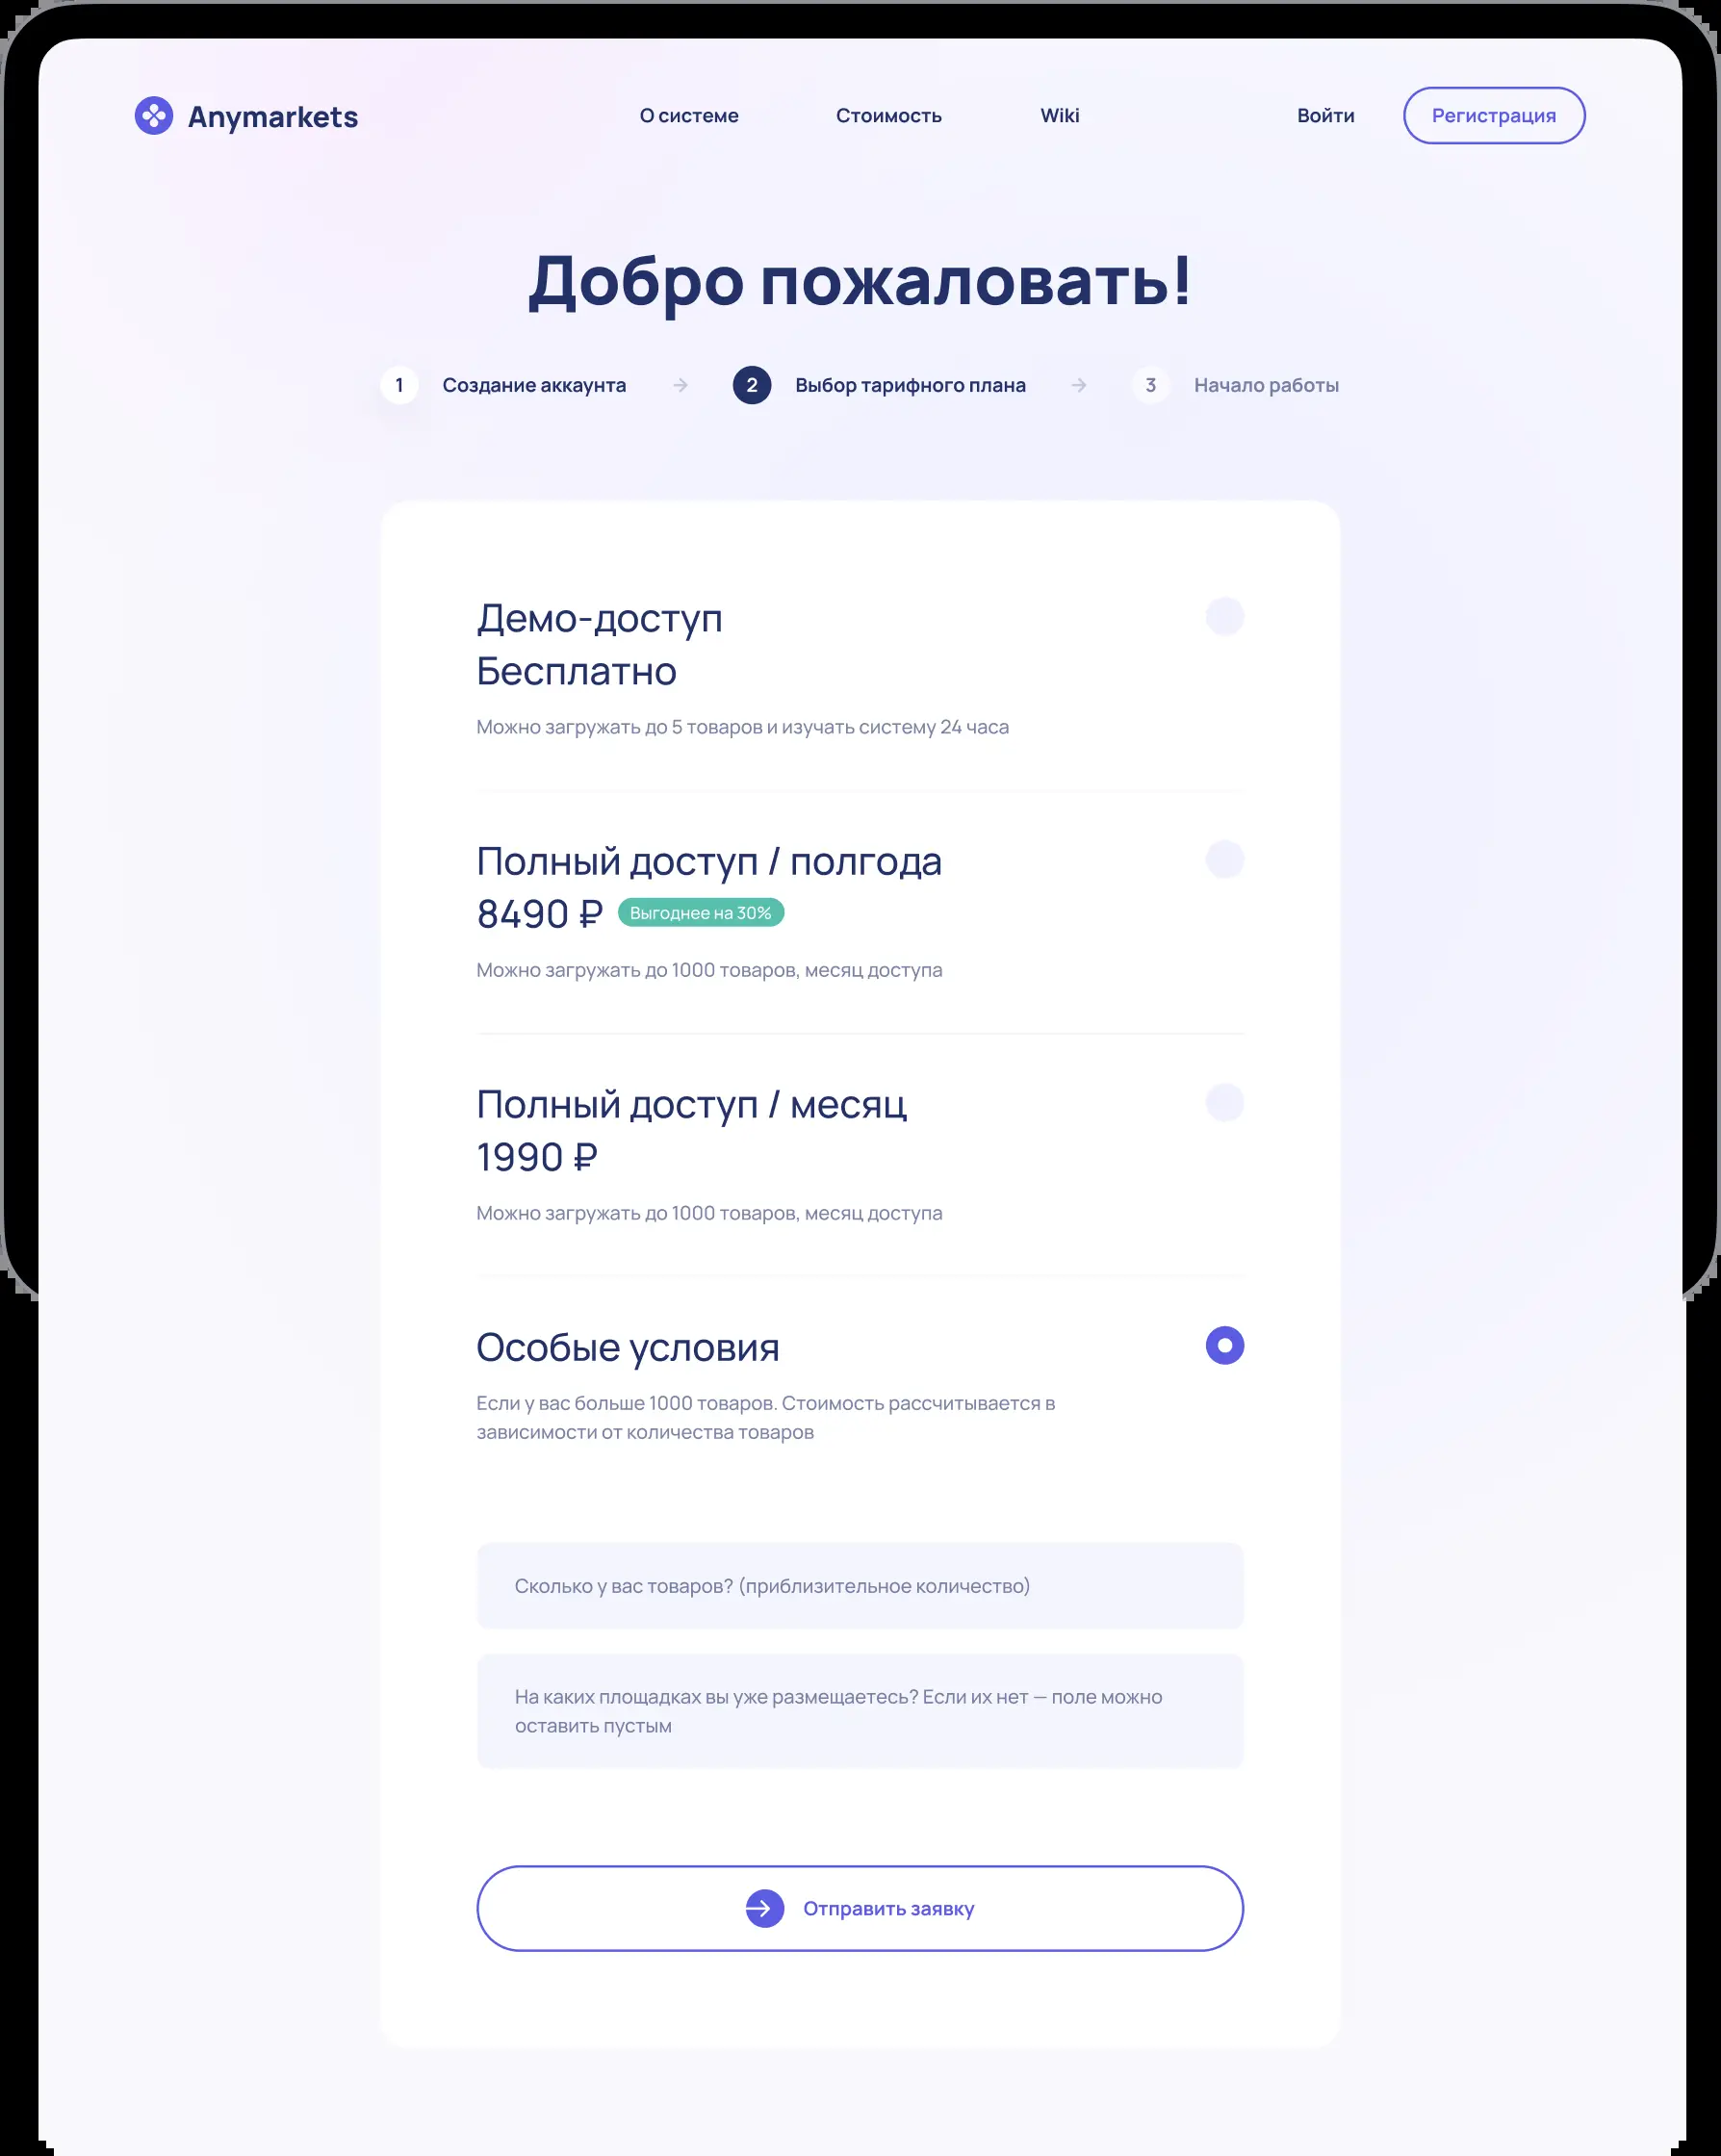 Anymarkets
О системе
Стоимость
Wiki
Войти
Регистрация
Добро пожаловать!
1 Создание аккаунта → 2 Выбор тарифного плана → 3 Начало работы
Демо-доступ
Бесплатно
Можно загружать до 5 товаров и изучать систему 24 часа
Полный доступ / полгода
8490 ₽ Выгоднее на 30%
Можно загружать до 1000 товаров, месяц доступа
Полный доступ / месяц
1990 ₽
Можно загружать до 1000 товаров, месяц доступа
Особые условия
Если у вас больше 1000 товаров. Стоимость рассчитывается в
зависимости от количества товаров
Сколько у вас товаров? (приблизительное количество)
На каких площадках вы уже размещаетесь? Если их нет — поле можно
оставить пустым
Отправить заявку